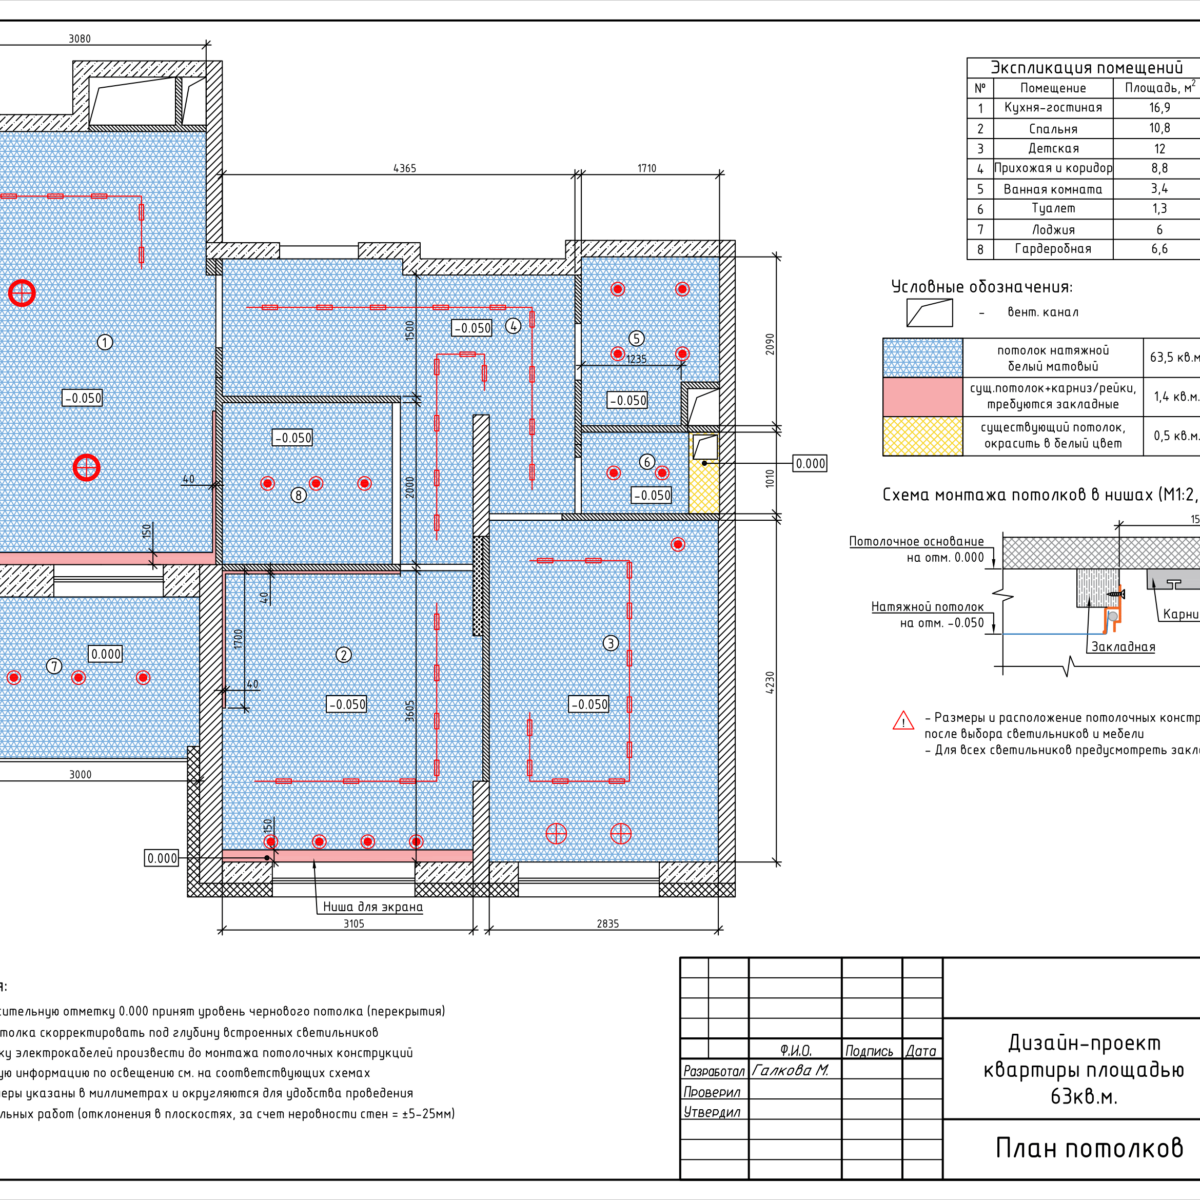 3080
4365
1710
Экспликация помещений
№ Помещение Площадь, м2
1 Кухня-гостиная 16,9
2 Спальня 10,8
3 Детская 12
4 Прихожая и коридор 8,8
5 Ванная комната 3,4
6 Туалет 1,3
7 Лоджия 6
8 Гардеробная 6,6
Условные обозначения:
- вент. канал
потолок натяжной
белый матовый
63,5 кв.м
сущ.потолок+карниз/рейки,
требуются закладные
1,4 кв.м.
существующий потолок,
окрасить в белый цвет
0,5 кв.м
Схема монтажа потолков в нишах (М1:2,
15
Потолочное основание
на отм. 0.000
Натяжной потолок
на отм. -0.050
Закладная
Карни
! - Размеры и расположение потолочных констр
после выбора светильников и мебели
- Для всех светильников предусмотреть закл
1
-0.050
4
-0.050
1500
5
1235
-0.050
2090
-0.050
8
2000
6
-0.050
0.000
1010
40
150
40
1700
40
2
-0.050
3605
3
-0.050
4230
7
0.000
3000
150
0.000
Ниша для экрана
3105
2835
я:
сительную отметку 0.000 принят уровень чернового потолка (перекрытия)
толка скорректировать под глубину встроенных светильников
ку электрокабелей произвести до монтажа потолочных конструкций
ую информацию по освещению см. на соответствующих схемах
меры указаны в миллиметрах и округляются для удобства проведения
льных работ (отклонения в плоскостях, за счет неровности стен = ±5-25мм)
Ф.И.О. Подпись Дата
Разработал Галкова М.
Проверил
Утвердил
Дизайн-проект
квартиры площадью
63кв.м.
План потолков